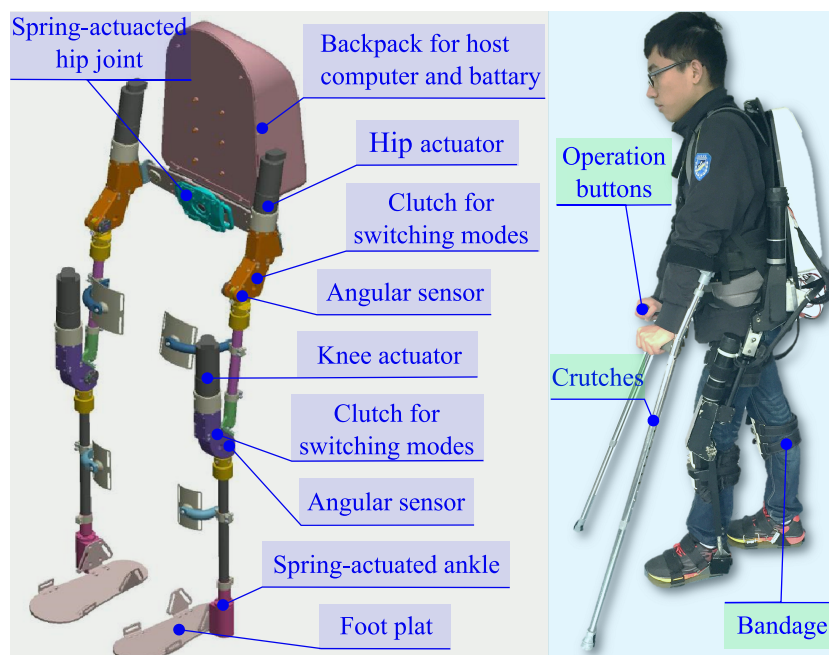 Spring-actuacted
hip joint
Backpack for host
computer and battary
Hip actuator
Clutch for
switching modes
Angular sensor
Knee actuator
Clutch for
switching modes
Angular sensor
Spring-actuated ankle
Foot plat
Operation
buttons
Crutches
Bandage